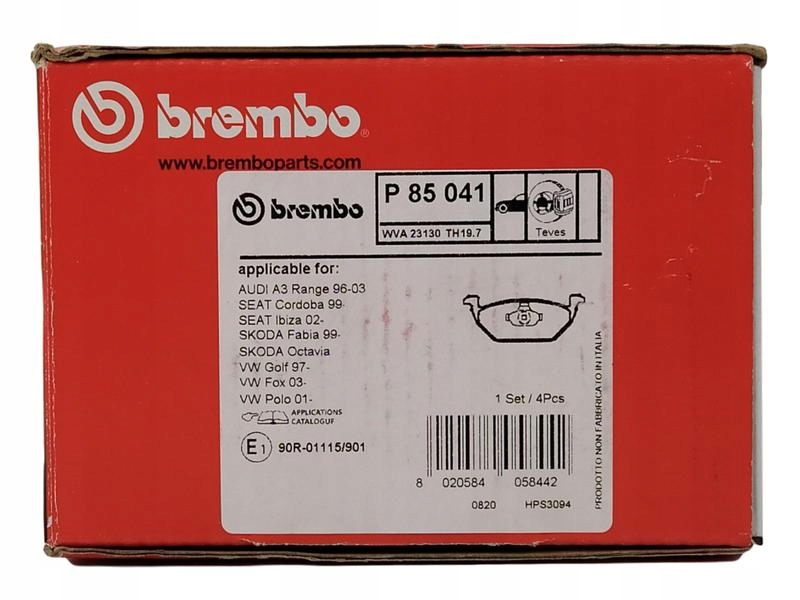 brembo®
www.bremboparts.com
brembo
P 85 041
WVA 23130 TH19.7
Teves
applicable for:
AUDI A3 Range 96-03
SEAT Cordoba 99-
SEAT Ibiza 02-
SKODA Fabia 99-
SKODA Octavia
VW Golf 97-
VW Fox 03-
VW Polo 01-
APPLICATIONS
CATALOGUE
E1 90R-01115/901
1 Set / 4Pcs
8 020584 058442
0820 HPS3094
PRODOTTO NON FABBRICATO IN ITALIA